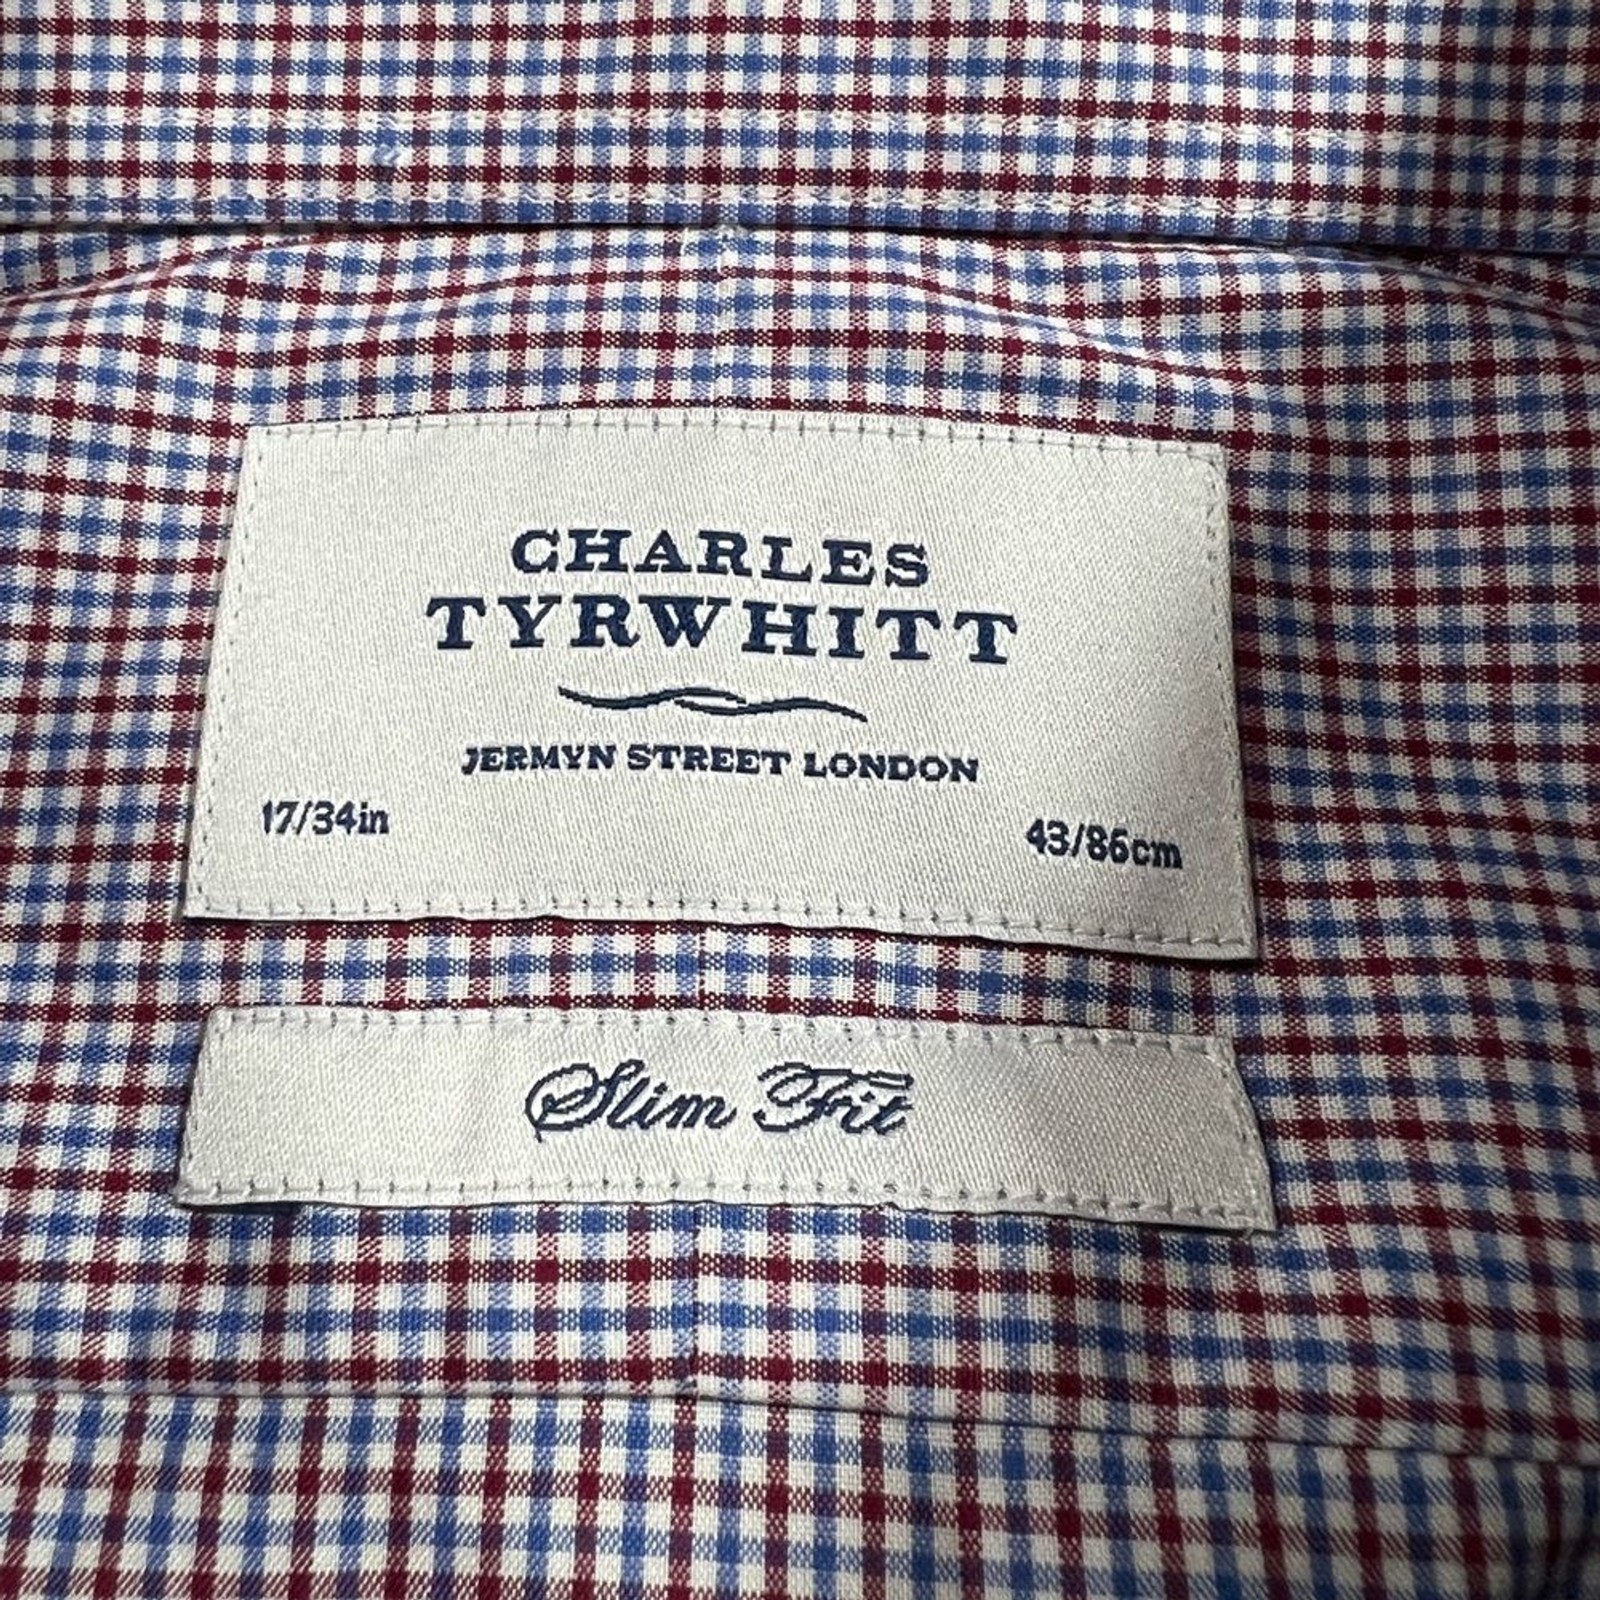 CHARLES
TYRWHITT
JERMYN STREET LONDON
17/34in
43/86cm
Slim Fit